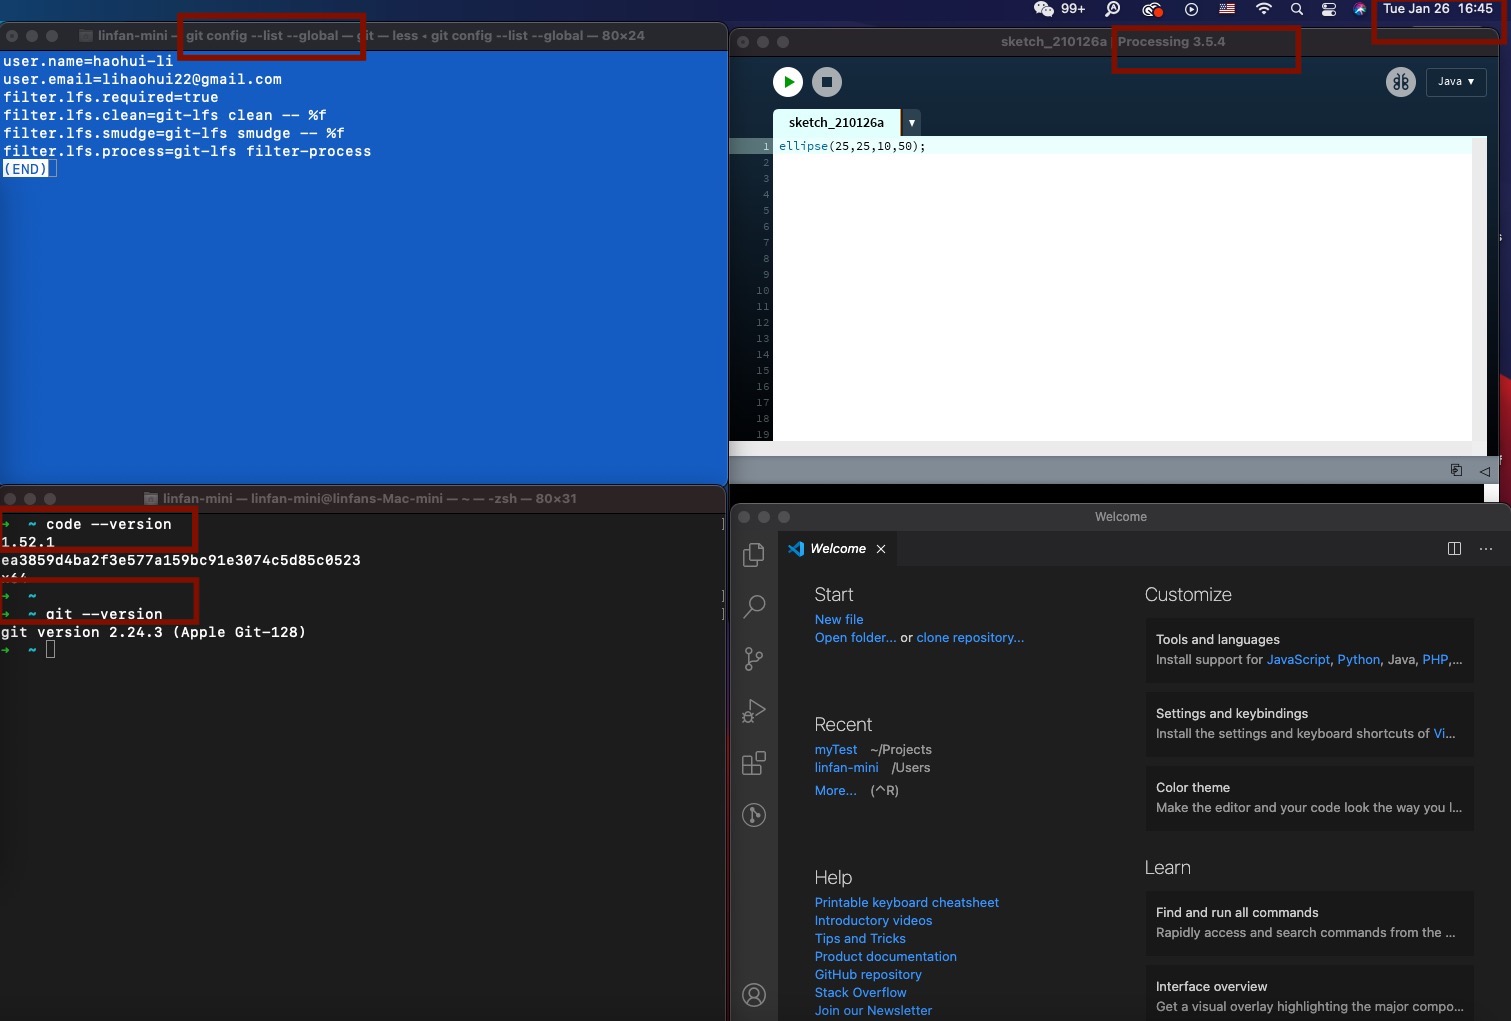 99+
Tue Jan 26 16:45
linfan-mini — git config --list --global — git — less ◂ git config --list --global — 80×24
user.name=haohui-li
user.email=lihaohui22@gmail.com
filter.lfs.required=true
filter.lfs.clean=git-lfs clean -- %f
filter.lfs.smudge=git-lfs smudge -- %f
filter.lfs.process=git-lfs filter-process
(END)
sketch_210126a | Processing 3.5.4
Java ▾
sketch_210126a ▾
1 ellipse(25,25,10,50);
2
3
4
5
6
7
8
9
10
11
12
13
14
15
16
17
18
19
linfan-mini — linfan-mini@linfans-Mac-mini — ~ — -zsh — 80×31
➜ ~ code --version
1.52.1
ea3859d4ba2f3e577a159bc91e3074c5d85c0523
x64
➜ ~
➜ ~ git --version
git version 2.24.3 (Apple Git-128)
➜ ~
Welcome
Welcome ×
Start
New file
Open folder... or clone repository...
Recent
myTest ~/Projects
linfan-mini /Users
More... (^R)
Help
Printable keyboard cheatsheet
Introductory videos
Tips and Tricks
Product documentation
GitHub repository
Stack Overflow
Join our Newsletter
Customize
Tools and languages
Install support for JavaScript, Python, Java, PHP,...
Settings and keybindings
Install the settings and keyboard shortcuts of Vi...
Color theme
Make the editor and your code look the way you l...
Learn
Find and run all commands
Rapidly access and search commands from the ...
Interface overview
Get a visual overlay highlighting the major compo...